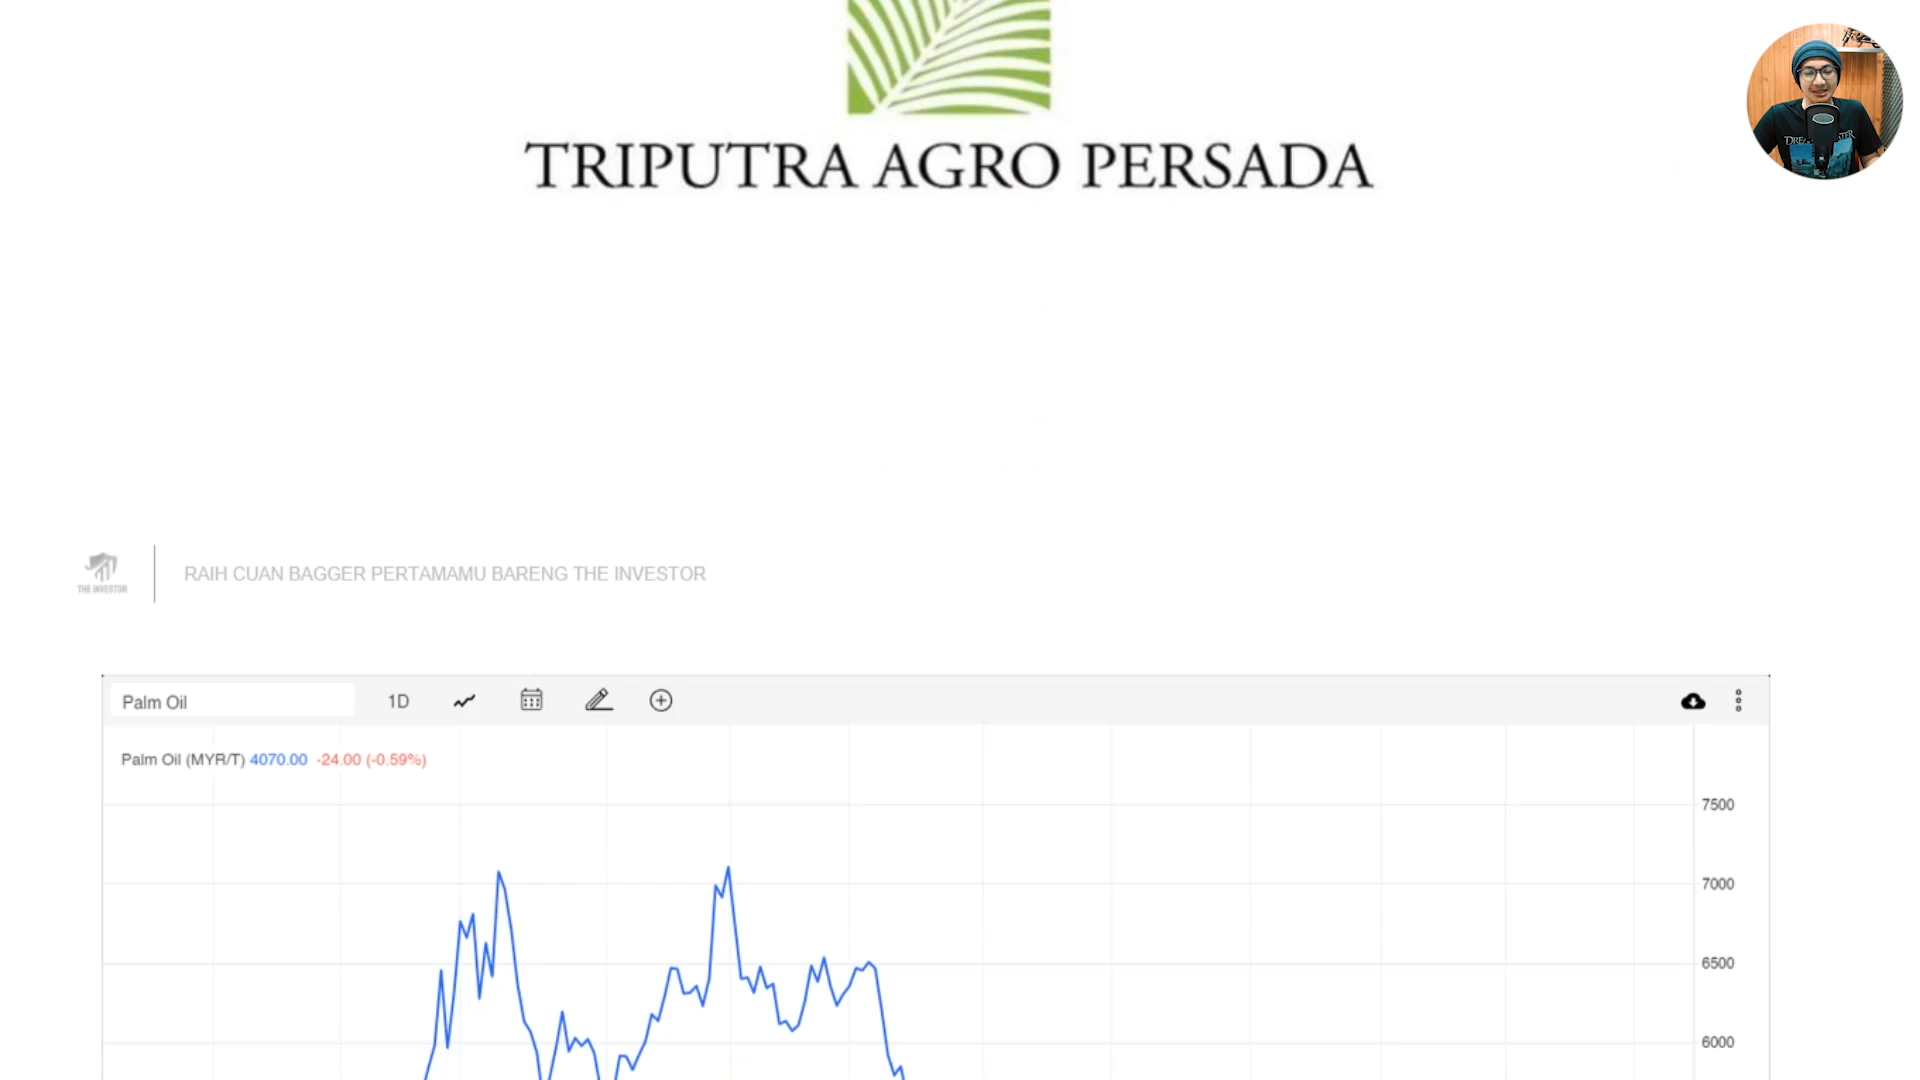 TRIPUTRA AGRO PERSADA
THE INVESTOR
RAIH CUAN BAGGER PERTAMAMU BARENG THE INVESTOR
Palm Oil
1D
Palm Oil (MYR/T) 4070.00 -24.00 (-0.59%)
7500
7000
6500
6000